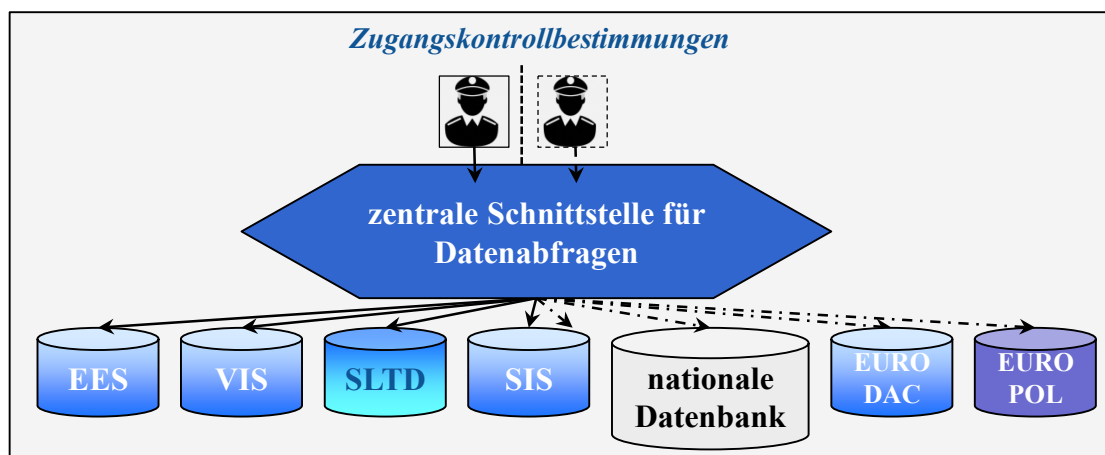 Zugangskontrollbestimmungen
zentrale Schnittstelle für
Datenabfragen
EES
VIS
SLTD
SIS
nationale
Datenbank
EURO
DAC
EURO
POL